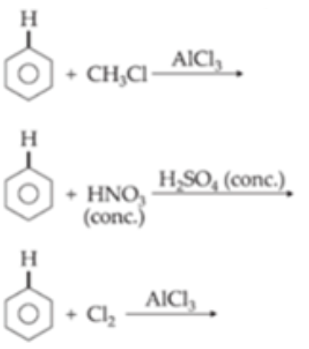 H
+ CH₃Cl AlCl₃
H
+ HNO₃ H₂SO₄ (conc.)
(conc.)
H
+ Cl₂ AlCl₃